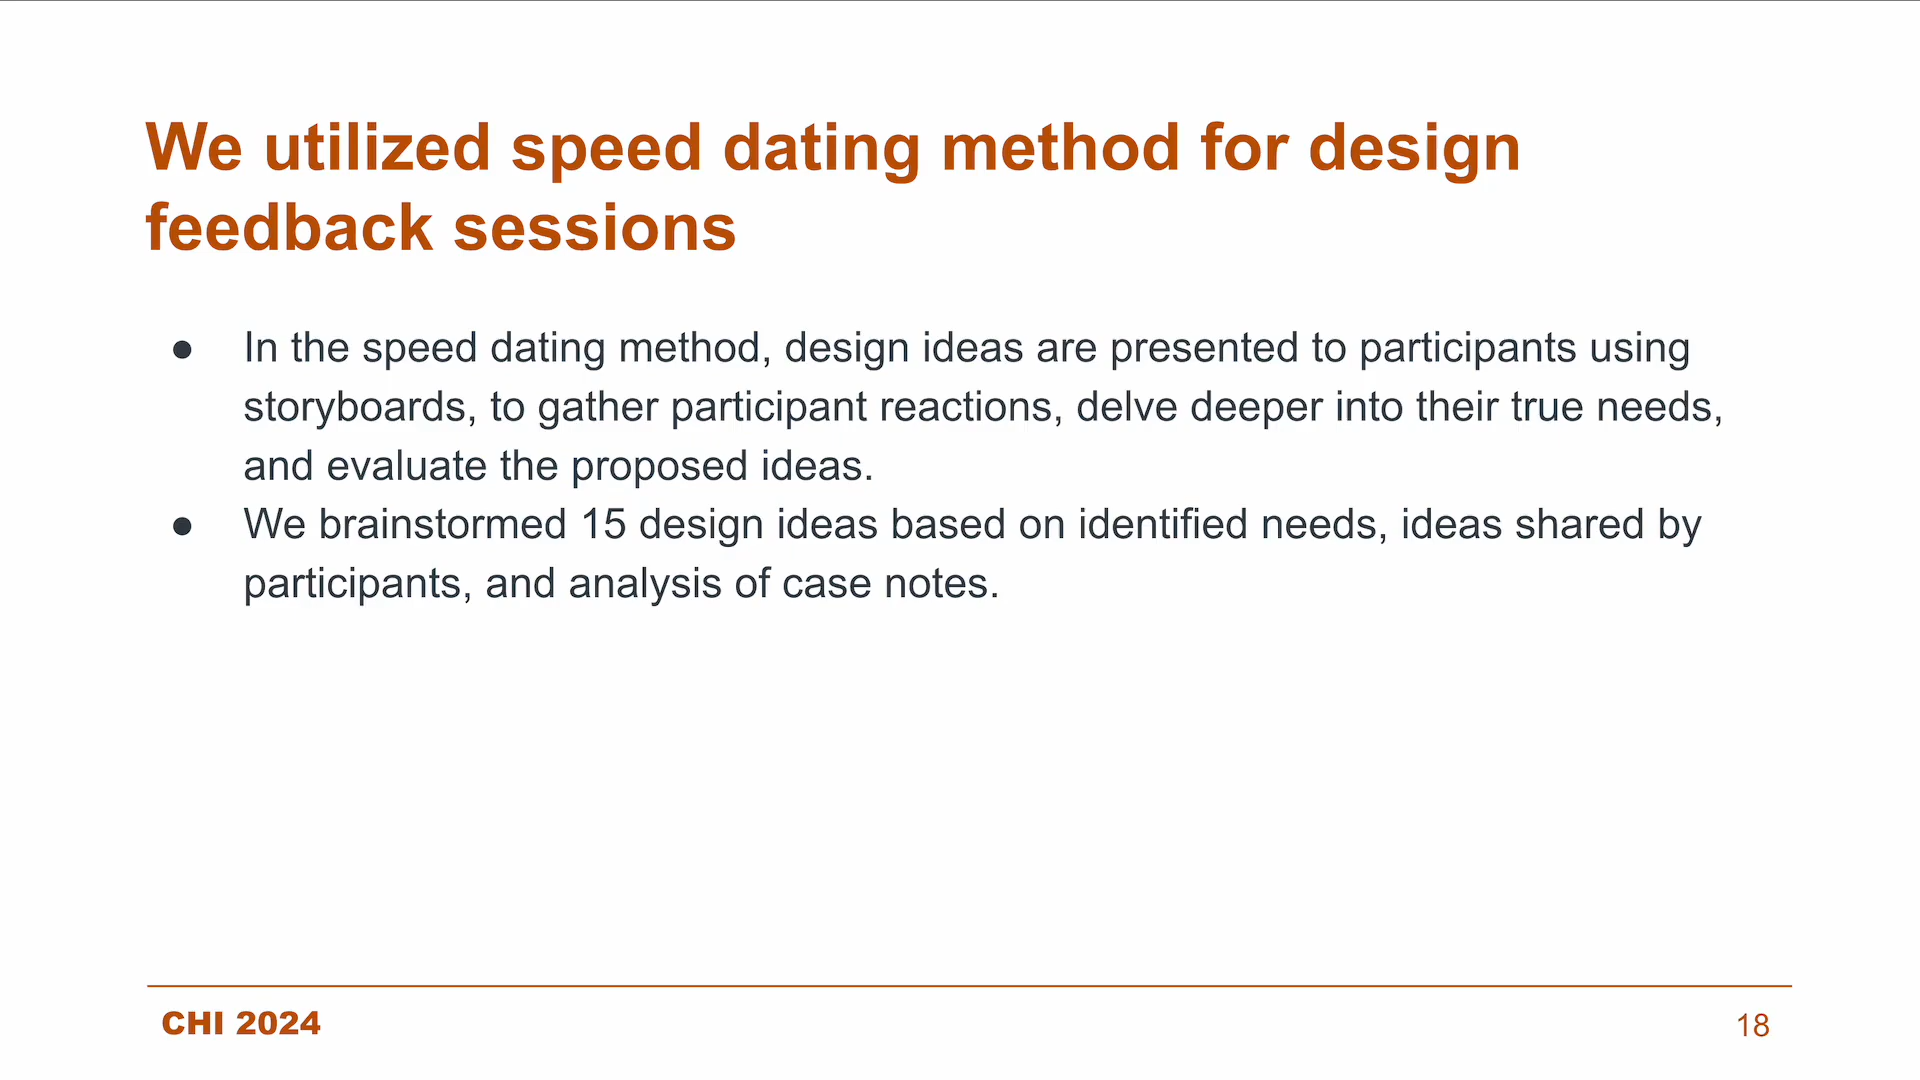 We utilized speed dating method for design
feedback sessions
● In the speed dating method, design ideas are presented to participants using
storyboards, to gather participant reactions, delve deeper into their true needs,
and evaluate the proposed ideas.
● We brainstormed 15 design ideas based on identified needs, ideas shared by
participants, and analysis of case notes.
CHI 2024
18